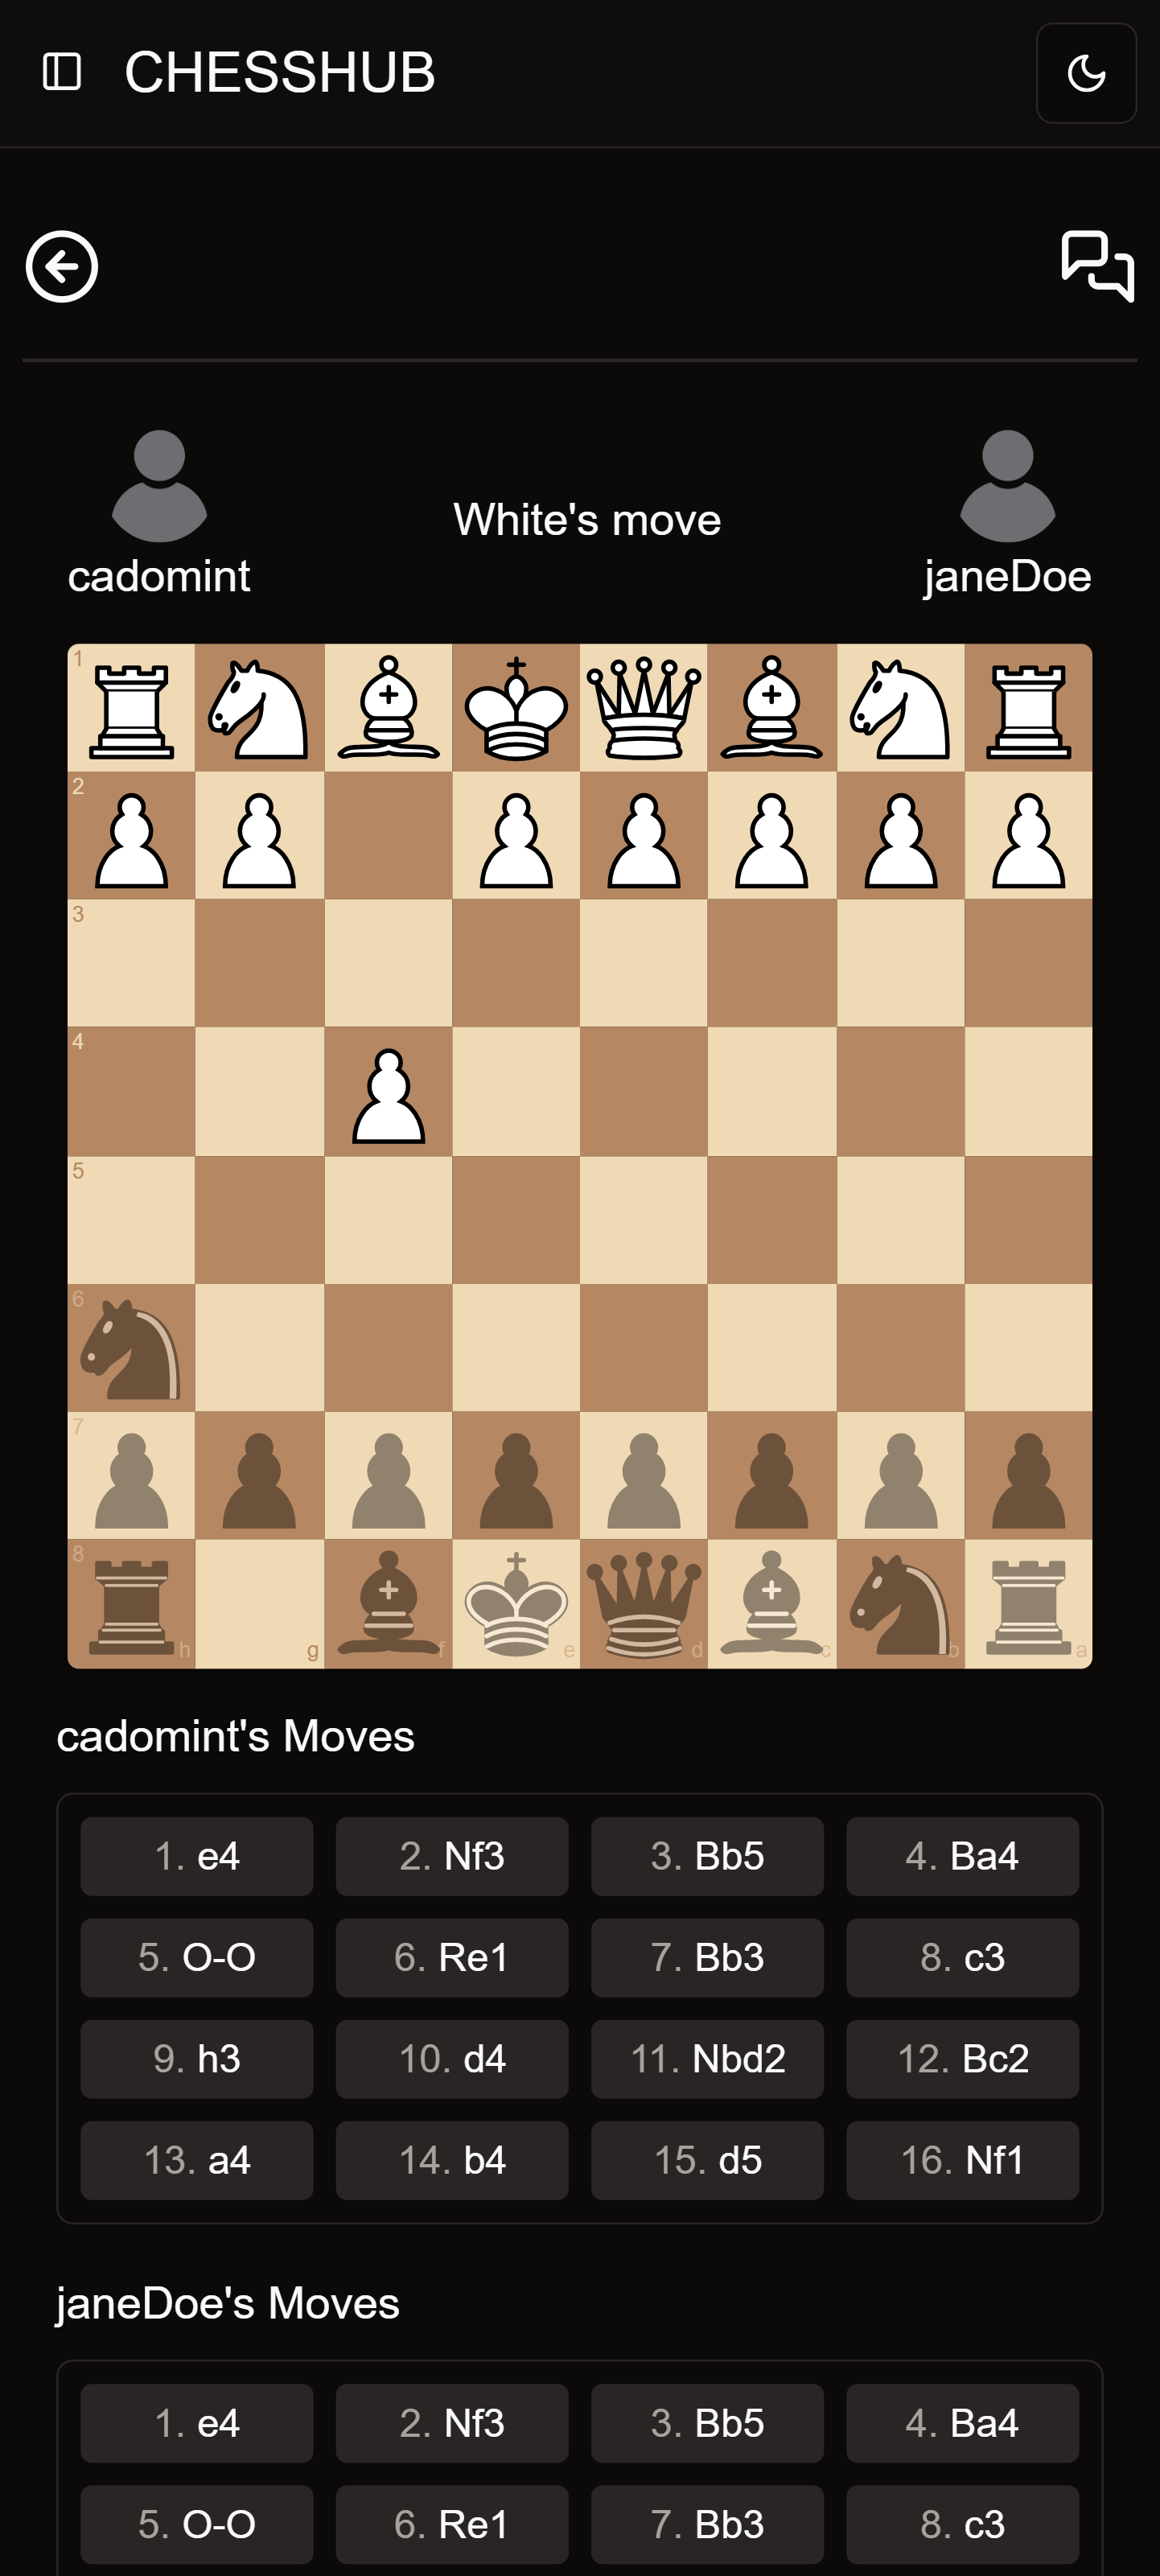 CHESSHUB
cadomint
White's move
janeDoe
1
2
3
4
5
6
7
8
h g f e d c b a
cadomint's Moves
1. e4 2. Nf3 3. Bb5 4. Ba4
5. O-O 6. Re1 7. Bb3 8. c3
9. h3 10. d4 11. Nbd2 12. Bc2
13. a4 14. b4 15. d5 16. Nf1
janeDoe's Moves
1. e4 2. Nf3 3. Bb5 4. Ba4
5. O-O 6. Re1 7. Bb3 8. c3